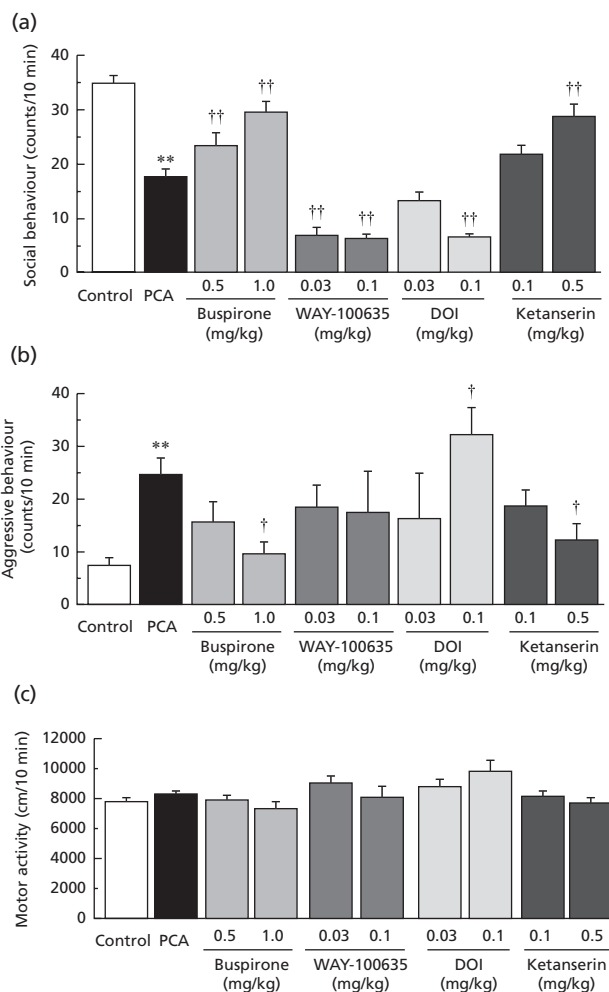 (a)
Social behaviour (counts/10 min)
40
30
20
10
0
**
††
††
††
††
††
††
0.5 1.0 0.03 0.1 0.03 0.1 0.1 0.5
Control PCA
Buspirone WAY-100635 DOI Ketanserin
(mg/kg) (mg/kg) (mg/kg) (mg/kg)
(b)
Aggressive behaviour
(counts/10 min)
40
30
20
10
0
**
†
†
†
0.5 1.0 0.03 0.1 0.03 0.1 0.1 0.5
Control PCA
Buspirone WAY-100635 DOI Ketanserin
(mg/kg) (mg/kg) (mg/kg) (mg/kg)
(c)
Motor activity (cm/10 min)
12000
10000
8000
6000
4000
2000
0
0.5 1.0 0.03 0.1 0.03 0.1 0.1 0.5
Control PCA
Buspirone WAY-100635 DOI Ketanserin
(mg/kg) (mg/kg) (mg/kg) (mg/kg)